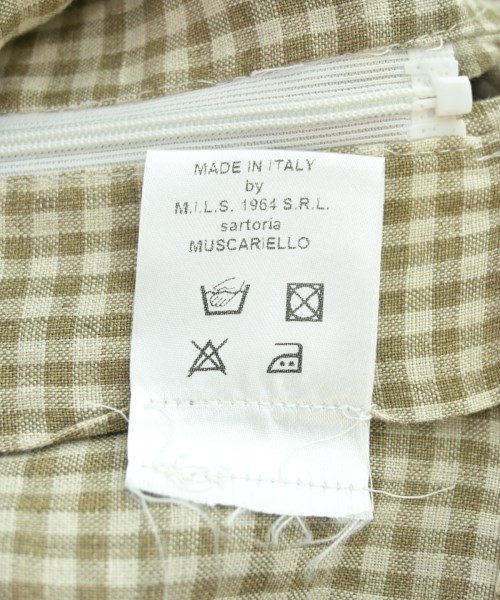 MADE IN ITALY
by
M.I.L.S. 1964 S.R.L.
sartoria
MUSCARIELLO